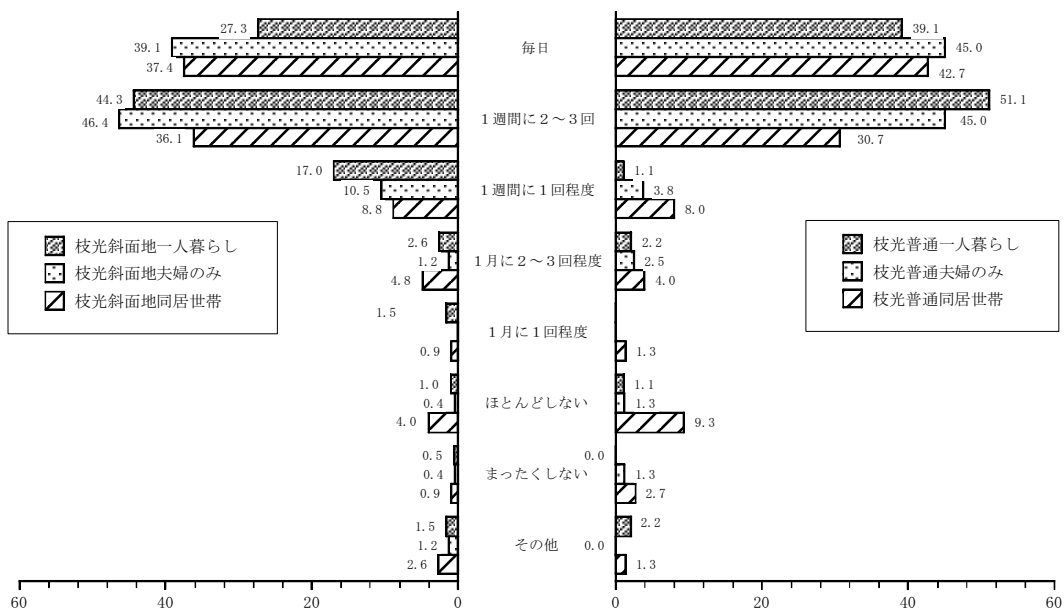 27.3 毎日 39.1
39.1 45.0
37.4 42.7
44.3 51.1
46.4 1週間に2～3回 45.0
36.1 30.7
17.0 1.1
10.5 1週間に1回程度 3.8
8.8 8.0
枝光斜面地一人暮らし
枝光斜面地夫婦のみ
枝光斜面地同居世帯
枝光普通一人暮らし
枝光普通夫婦のみ
枝光普通同居世帯
2.6 2.2
1.2 1月に2～3回程度 2.5
4.8 4.0
1.5
1月に1回程度
0.9 1.3
1.0 1.1
0.4 ほとんどしない 1.3
4.0 9.3
0.5 0.0
0.4 まったくしない 1.3
0.9 2.7
1.5 2.2
1.2 その他 0.0
2.6 1.3
60 40 20 0 0 20 40 60